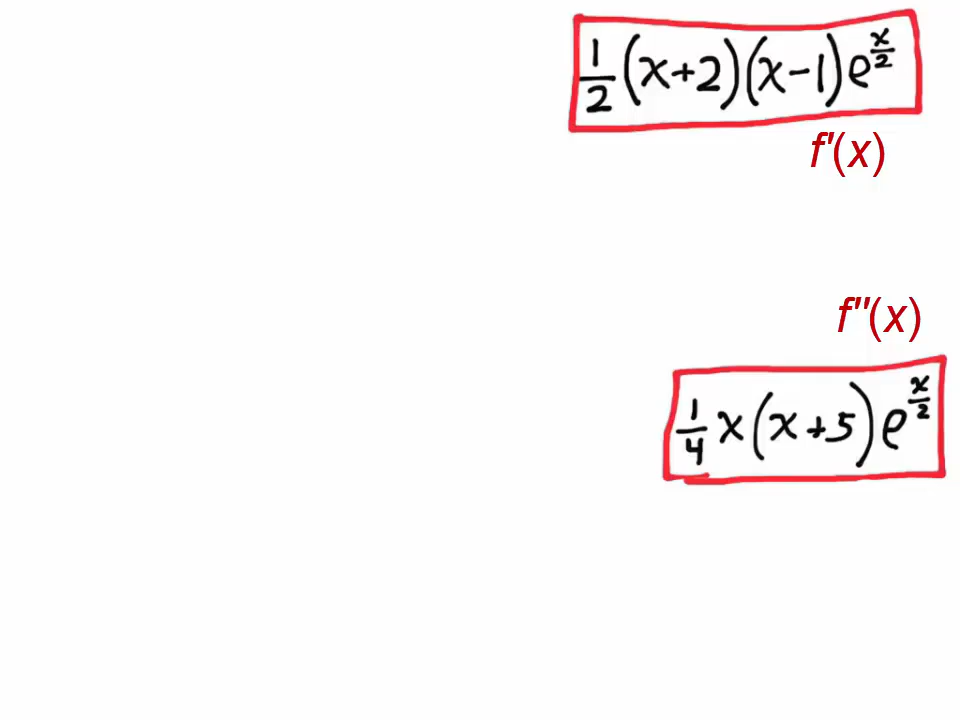 ½(x+2)(x-1)e^{x/2}
f'(x)
f"(x)
¼x(x+5)e^{x/2}